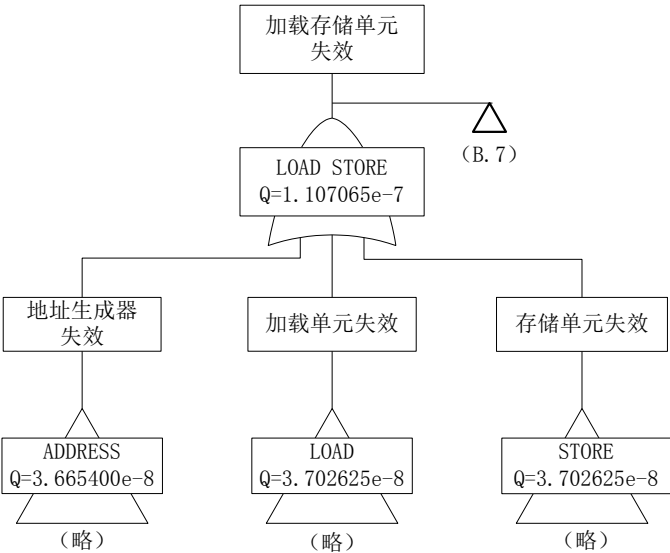 加载存储单元
失效
（B.7）
LOAD STORE
Q=1.107065e-7
地址生成器
失效
加载单元失效
存储单元失效
ADDRESS
Q=3.665400e-8
LOAD
Q=3.702625e-8
STORE
Q=3.702625e-8
（略）
（略）
（略）